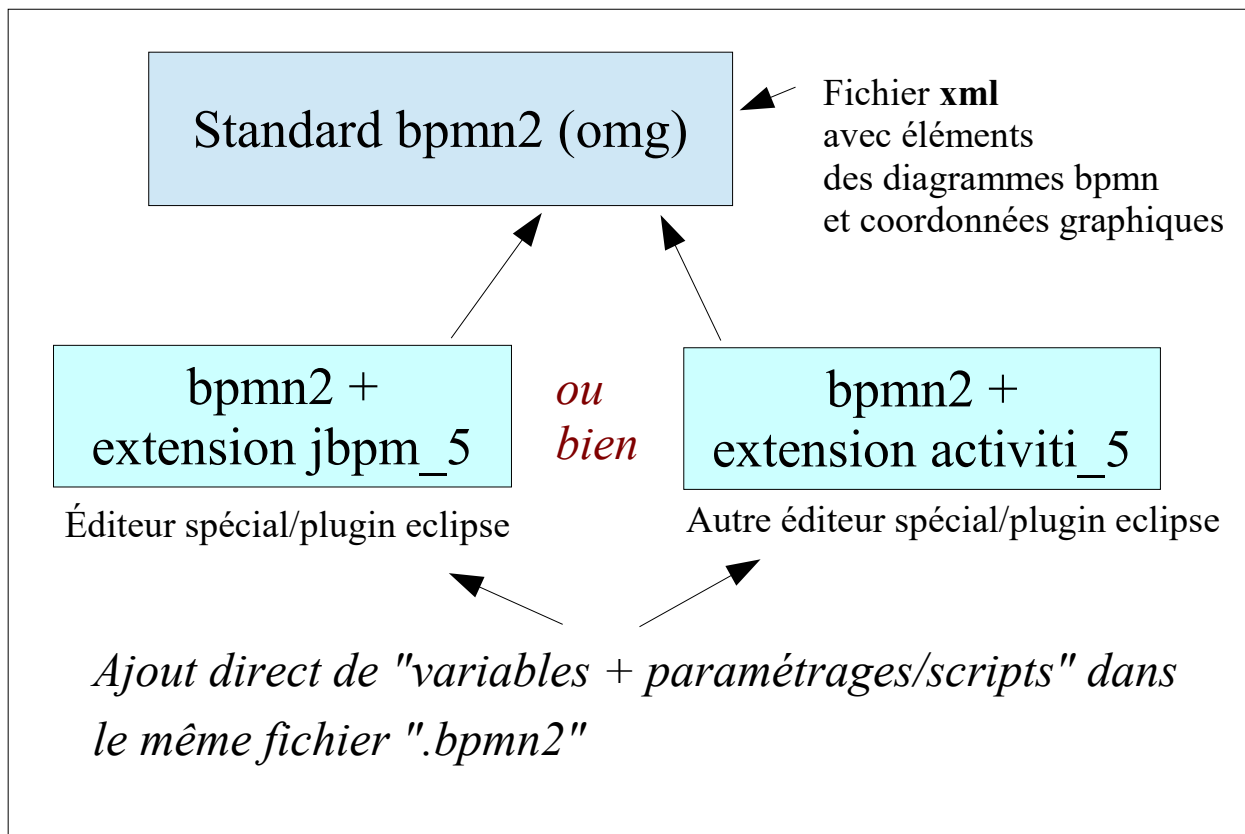 Standard bpmn2 (omg)
Fichier xml
avec éléments
des diagrammes bpmn
et coordonnées graphiques
bpmn2 +
extension jbpm_5
ou
bien
bpmn2 +
extension activiti_5
Éditeur spécial/plugin eclipse
Autre éditeur spécial/plugin eclipse
Ajout direct de "variables + paramétrages/scripts" dans
le même fichier ".bpmn2"